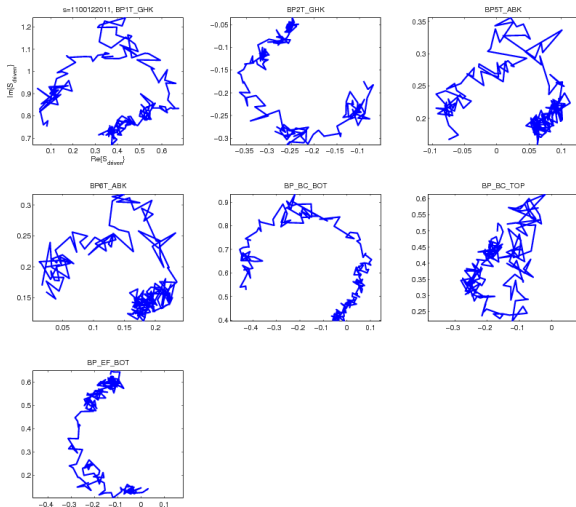 s=1100122011, BP1T_GHK
BP2T_GHK
BP5T_ABK
Im[S_driven]
1.2
1.1
1
0.9
0.8
0.7
0.1 0.2 0.3 0.4 0.5 0.6
Re[S_driven]
−0.05
−0.1
−0.15
−0.2
−0.25
−0.3
−0.35 −0.3 −0.25 −0.2 −0.15 −0.1
0.35
0.3
0.25
0.2
−0.1 −0.05 0 0.05 0.1
BP6T_ABK
BP_BC_BOT
BP_BC_TOP
0.3
0.25
0.2
0.15
0.05 0.1 0.15 0.2
0.9
0.8
0.7
0.6
0.5
0.4
−0.4 −0.3 −0.2 −0.1 0 0.1
0.6
0.55
0.5
0.45
0.4
0.35
0.3
0.25
−0.3 −0.2 −0.1 0
BP_EF_BOT
0.6
0.5
0.4
0.3
0.2
−0.4 −0.3 −0.2 −0.1 0 0.1